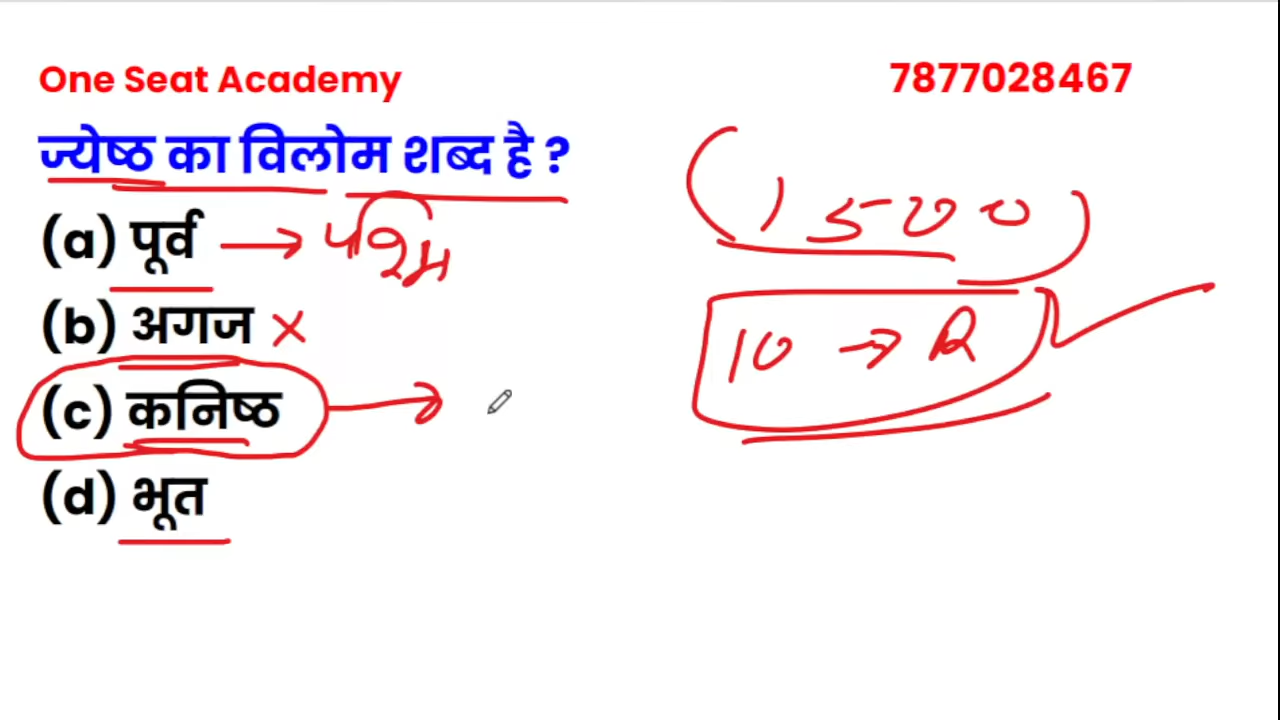 One Seat Academy 7877028467
ज्येष्ठ का विलोम शब्द है ?
(a) पूर्व → पश्चिम
(b) अगज ×
(c) कनिष्ठ →
(d) भूत
(1500)
10 → R